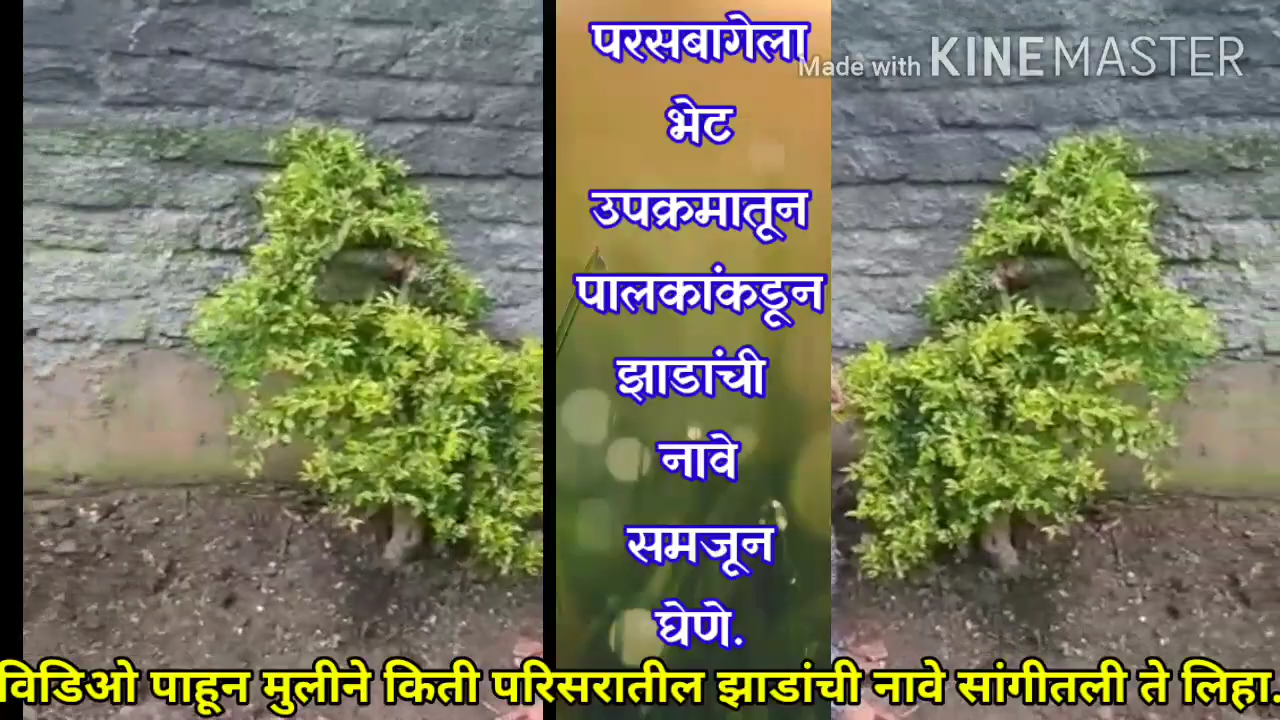 परसबागेला
Made with KINEMASTER
भेट
उपक्रमातून
पालकांकडून
झाडांची
नावे
समजून
घेणे.
विडिओ पाहून मुलीने किती परिसरातील झाडांची नावे सांगीतली ते लिहा.